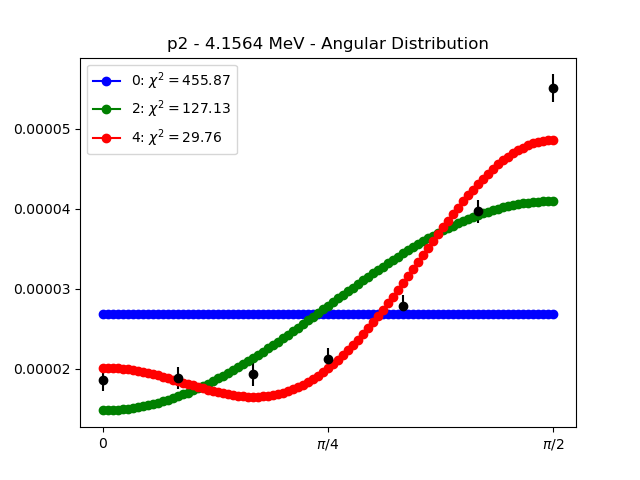 p2 - 4.1564 MeV - Angular Distribution
0: χ² = 455.87
2: χ² = 127.13
4: χ² = 29.76
0.00005
0.00004
0.00003
0.00002
0 π/4 π/2